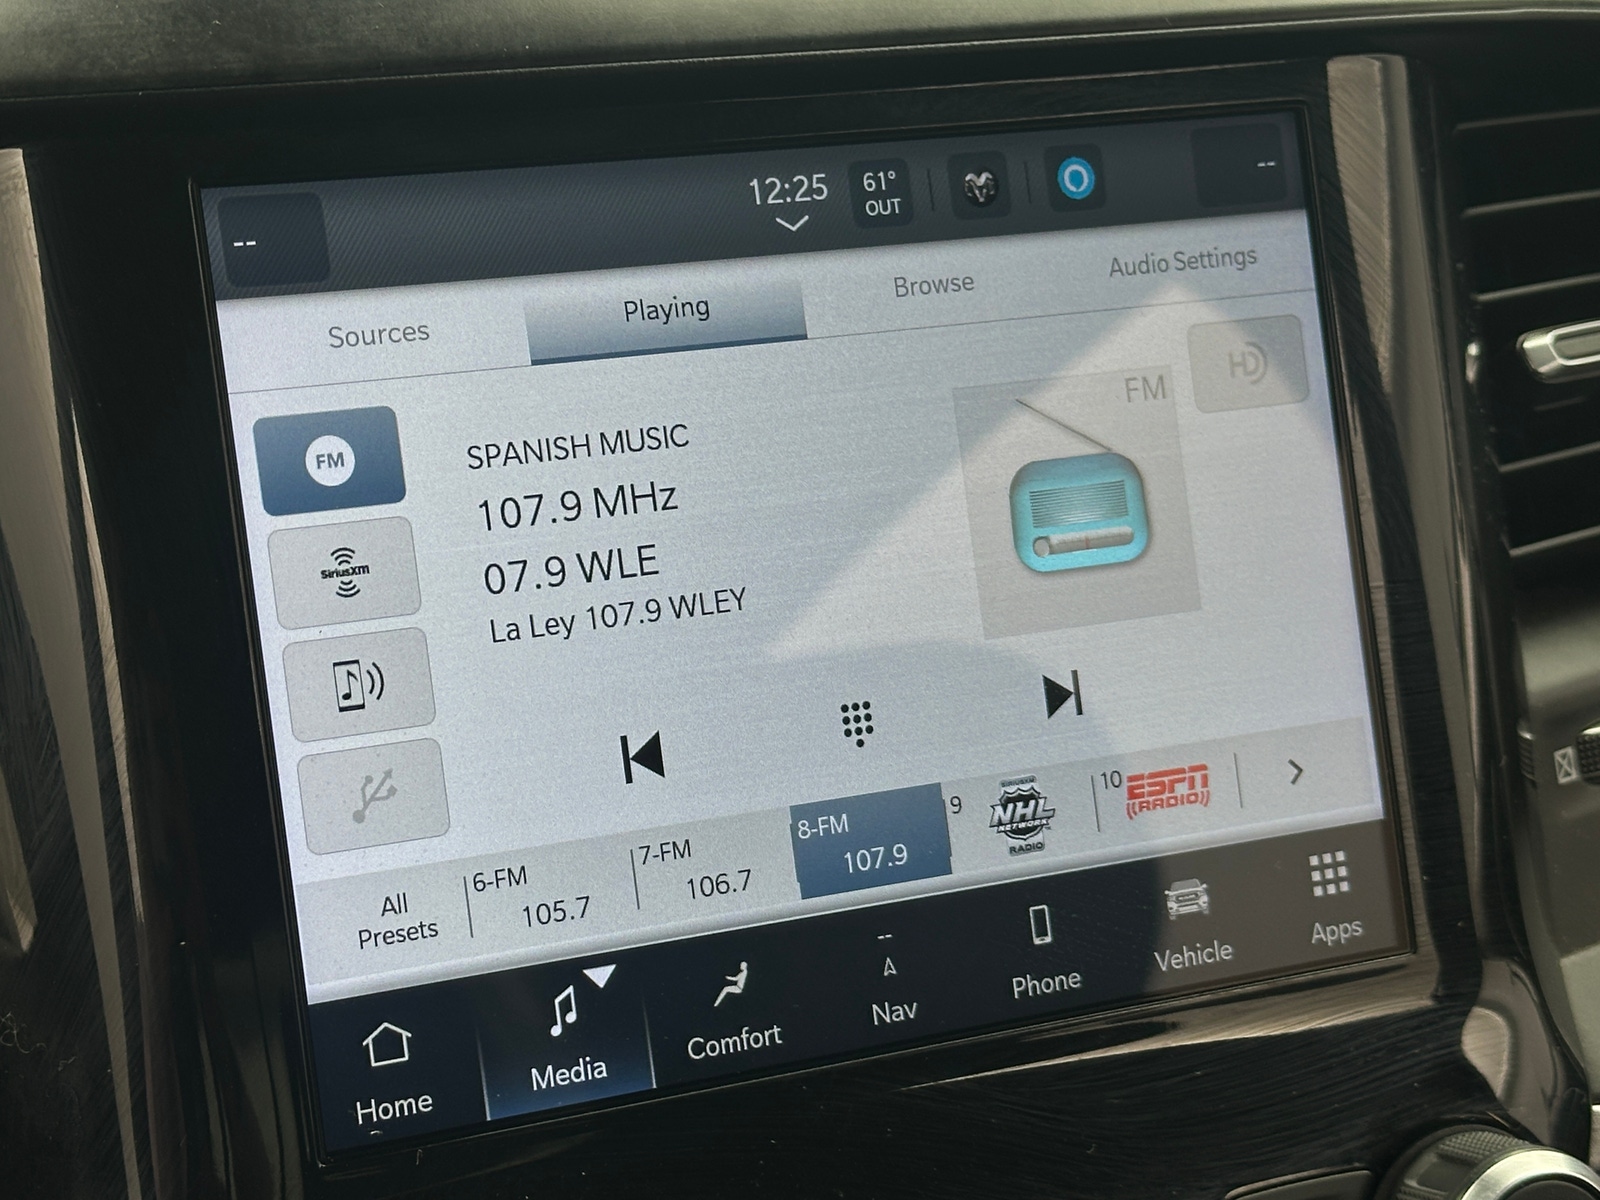 --
12:25
61°
OUT
--
Sources
Playing
Browse
Audio Settings
FM
SiriusXm
SPANISH MUSIC
107.9 MHz
07.9 WLE
La Ley 107.9 WLEY
FM
HD
All
Presets
6-FM
105.7
7-FM
106.7
8-FM
107.9
9
SIRIUSXM
NHL
NETWORK
RADIO
10
ESPN
RADIO
Home
Media
Comfort
--
Nav
Phone
Vehicle
Apps